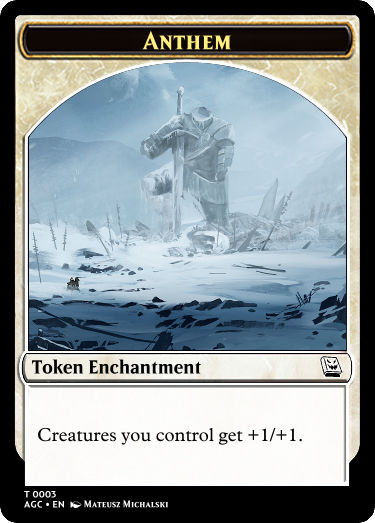 Anthem
Token Enchantment
Creatures you control get +1/+1.
T 0003
AGC • EN Mateusz Michalski